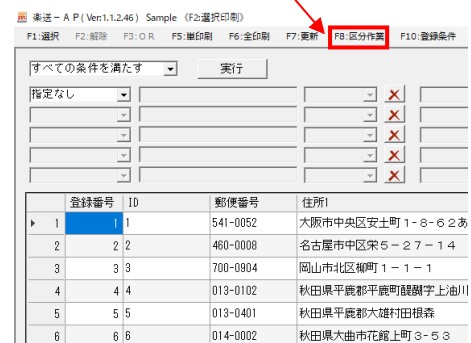 楽送－ＡＰ( Ver:1.1.2.46) Sample 《F2:選択印刷》
F1:選択 F2:解除 F3:ＯＲ F5:単印刷 F6:全印刷 F7:更新 F8:区分作業 F10:登録条件
すべての条件を満たす 実行
指定なし
登録番号 ID 郵便番号 住所1
1 1 1 541-0052 大阪市中央区安土町１-８-６２あ
2 2 2 460-0008 名古屋市中区栄５－２７－１４
3 3 3 700-0904 岡山市北区柳町１－１－１
4 4 4 013-0102 秋田県平鹿郡平鹿町醍醐字上油川
5 5 5 013-0401 秋田県平鹿郡大雄村田根森
6 6 6 014-0002 秋田県大曲市花館上町３-５３